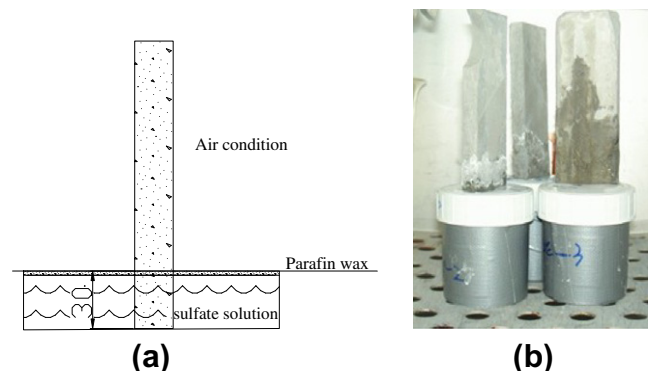 Air condition
Parafin wax
30
sulfate solution
(a)
(b)